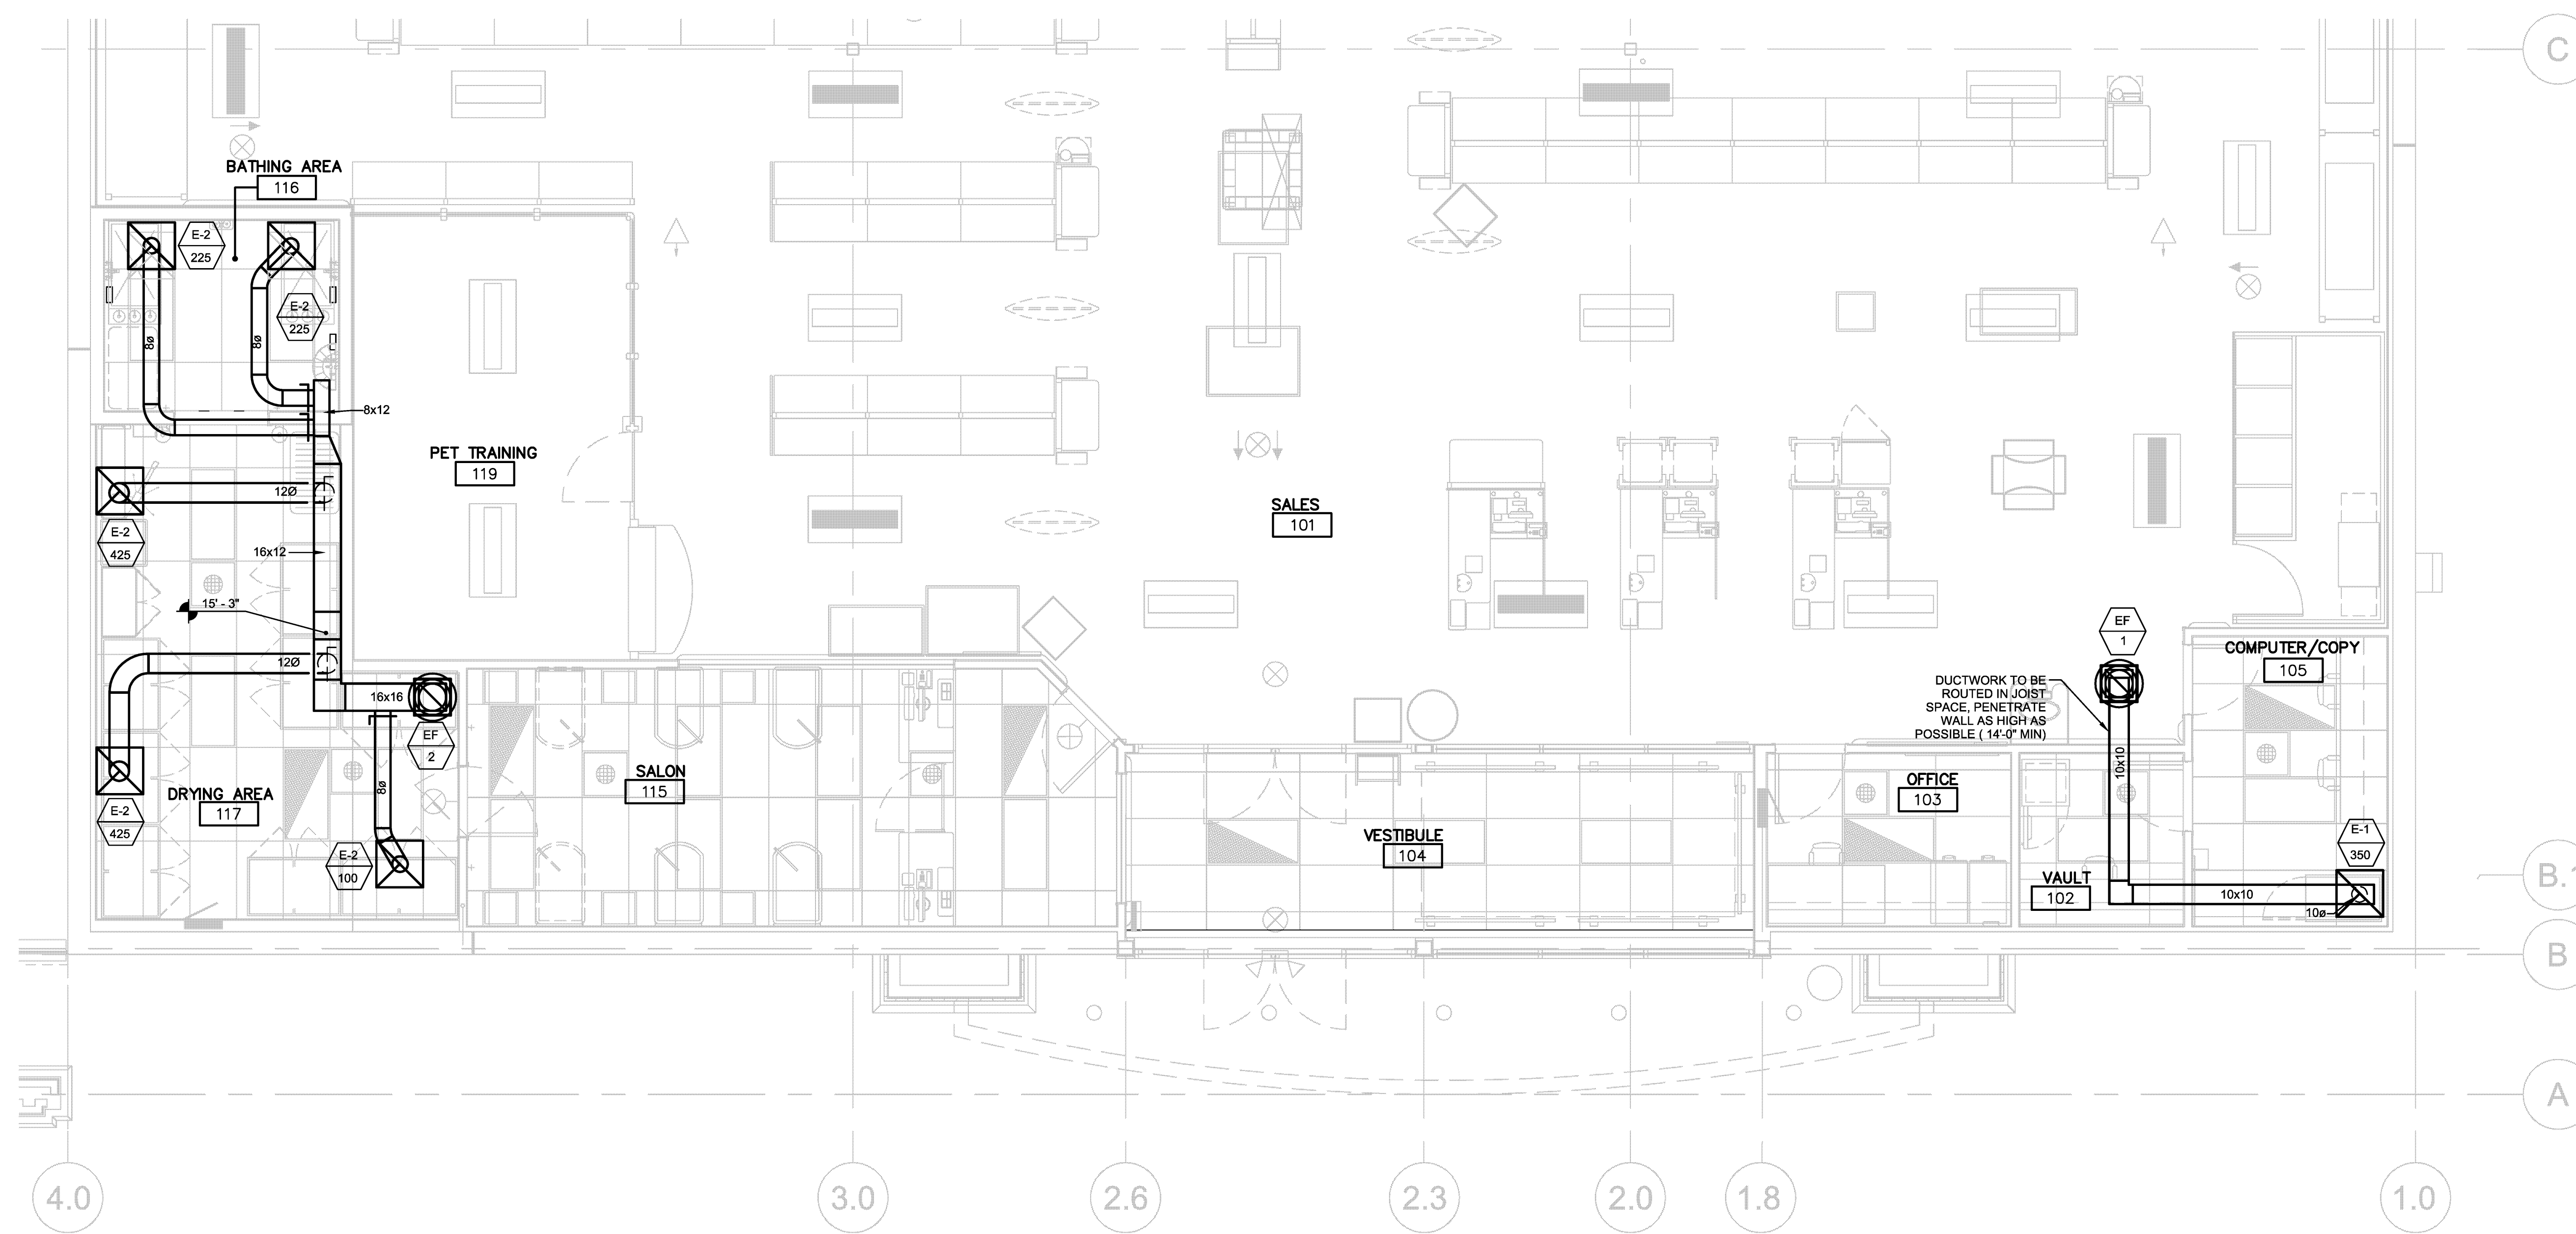 C
BATHING AREA
116
E-2
225
E-2
225
8ø
8ø
8x12
PET TRAINING
119
12Ø
E-2
425
16x12
15' - 3"
12Ø
16x16
EF
2
8ø
DRYING AREA
117
E-2
425
E-2
100
SALON
115
SALES
101
VESTIBULE
104
EF
1
COMPUTER/COPY
105
DUCTWORK TO BE
ROUTED IN JOIST
SPACE, PENETRATE
WALL AS HIGH AS
POSSIBLE ( 14'-0" MIN)
10x10
OFFICE
103
VAULT
102
E-1
350
10x10
10ø
B.1
B
A
4.0
3.0
2.6
2.3
2.0
1.8
1.0